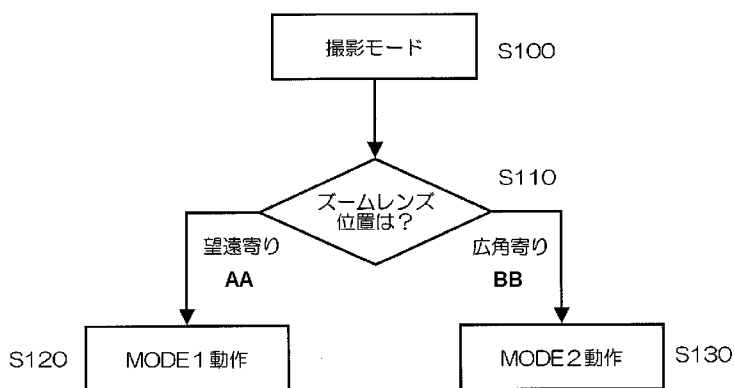 撮影モード
S100
S110
ズームレンズ
位置は?
望遠寄り
AA
広角寄り
BB
S120
MODE1動作
MODE2動作
S130